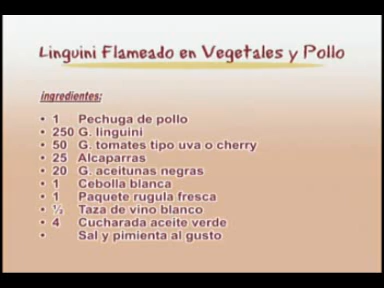 Linguini Flameado en Vegetales y Pollo
ingredientes:
• 1 Pechuga de pollo
• 250 G. linguini
• 50 G. tomates tipo uva o cherry
• 25 Alcaparras
• 20 G. aceitunas negras
• 1 Cebolla blanca
• 1 Paquete rugula fresca
• ½ Taza de vino blanco
• 4 Cucharada aceite verde
• Sal y pimienta al gusto